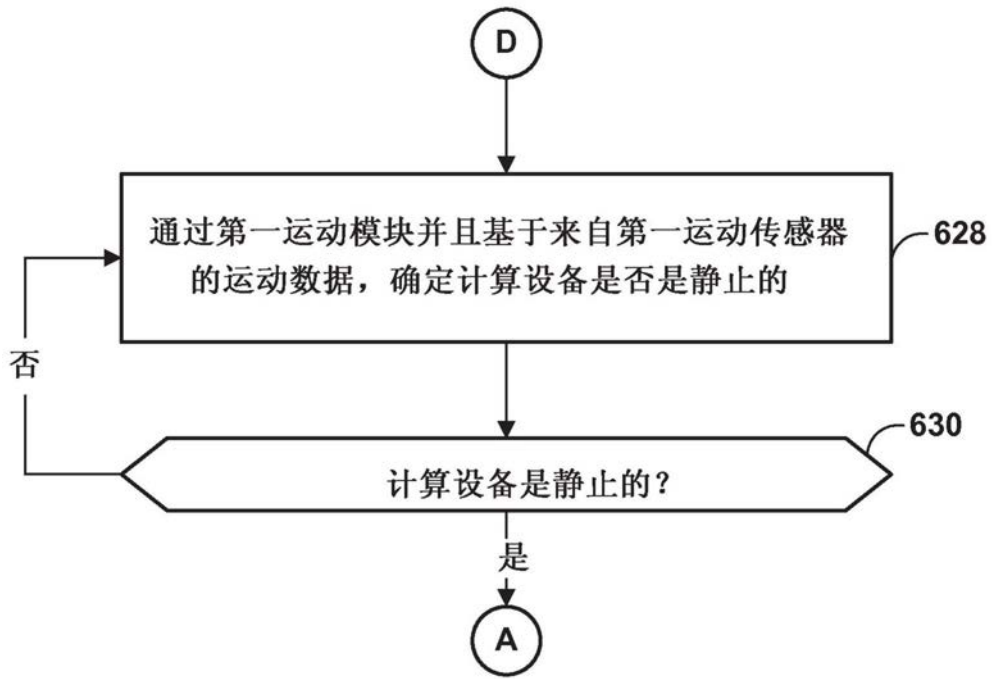 D
通过第一运动模块并且基于来自第一运动传感器
的运动数据，确定计算设备是否是静止的
628
否
630
计算设备是静止的？
是
A